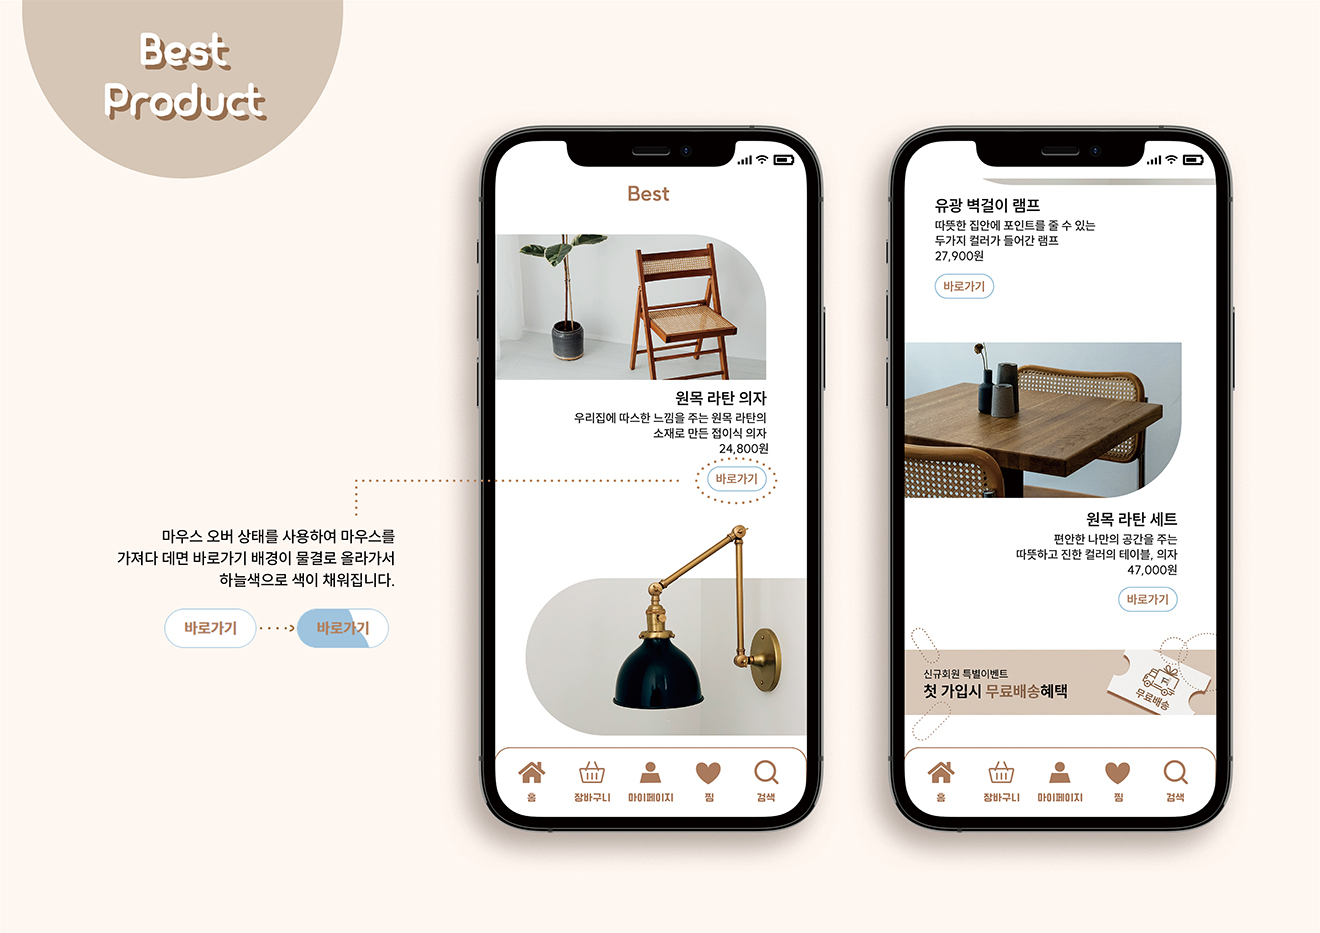 Best
Product
Best
원목 라탄 의자
우리집에 따스한 느낌을 주는 원목 라탄의
소재로 만든 접이식 의자
24,800원
바로가기
마우스 오버 상태를 사용하여 마우스를
가져다 데면 바로가기 배경이 물결로 올라가서
하늘색으로 색이 채워집니다.
바로가기
바로가기
홈
장바구니
마이페이지
찜
검색
유광 벽걸이 램프
따뜻한 집안에 포인트를 줄 수 있는
두가지 컬러가 들어간 램프
27,900원
바로가기
원목 라탄 세트
편안한 나만의 공간을 주는
따뜻하고 진한 컬러의 테이블, 의자
47,000원
바로가기
신규회원 특별이벤트
첫 가입시 무료배송혜택
무료배송
홈
장바구니
마이페이지
찜
검색